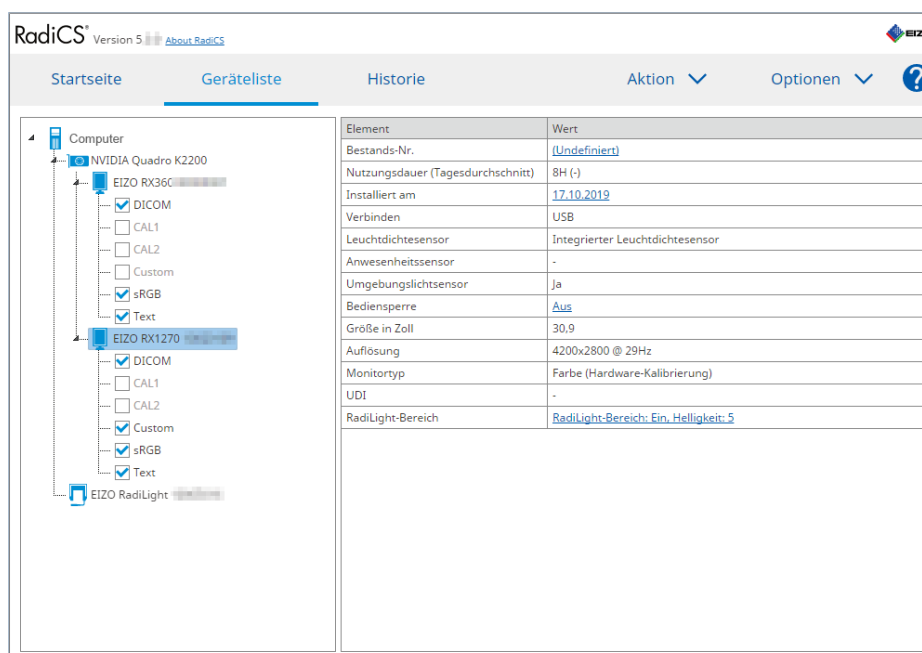 RadiCS® Version 5. About RadiCS
EIZ
Startseite Geräteliste Historie Aktion Optionen ?
Computer
NVIDIA Quadro K2200
EIZO RX360
DICOM
CAL1
CAL2
Custom
sRGB
Text
EIZO RX1270
DICOM
CAL1
CAL2
Custom
sRGB
Text
EIZO RadiLight
Element Wert
Bestands-Nr. (Undefiniert)
Nutzungsdauer (Tagesdurchschnitt) 8H (-)
Installiert am 17.10.2019
Verbinden USB
Leuchtdichtesensor Integrierter Leuchtdichtesensor
Anwesenheitssensor -
Umgebungslichtsensor Ja
Bediensperre Aus
Größe in Zoll 30,9
Auflösung 4200x2800 @ 29Hz
Monitortyp Farbe (Hardware-Kalibrierung)
UDI -
RadiLight-Bereich RadiLight-Bereich: Ein, Helligkeit: 5